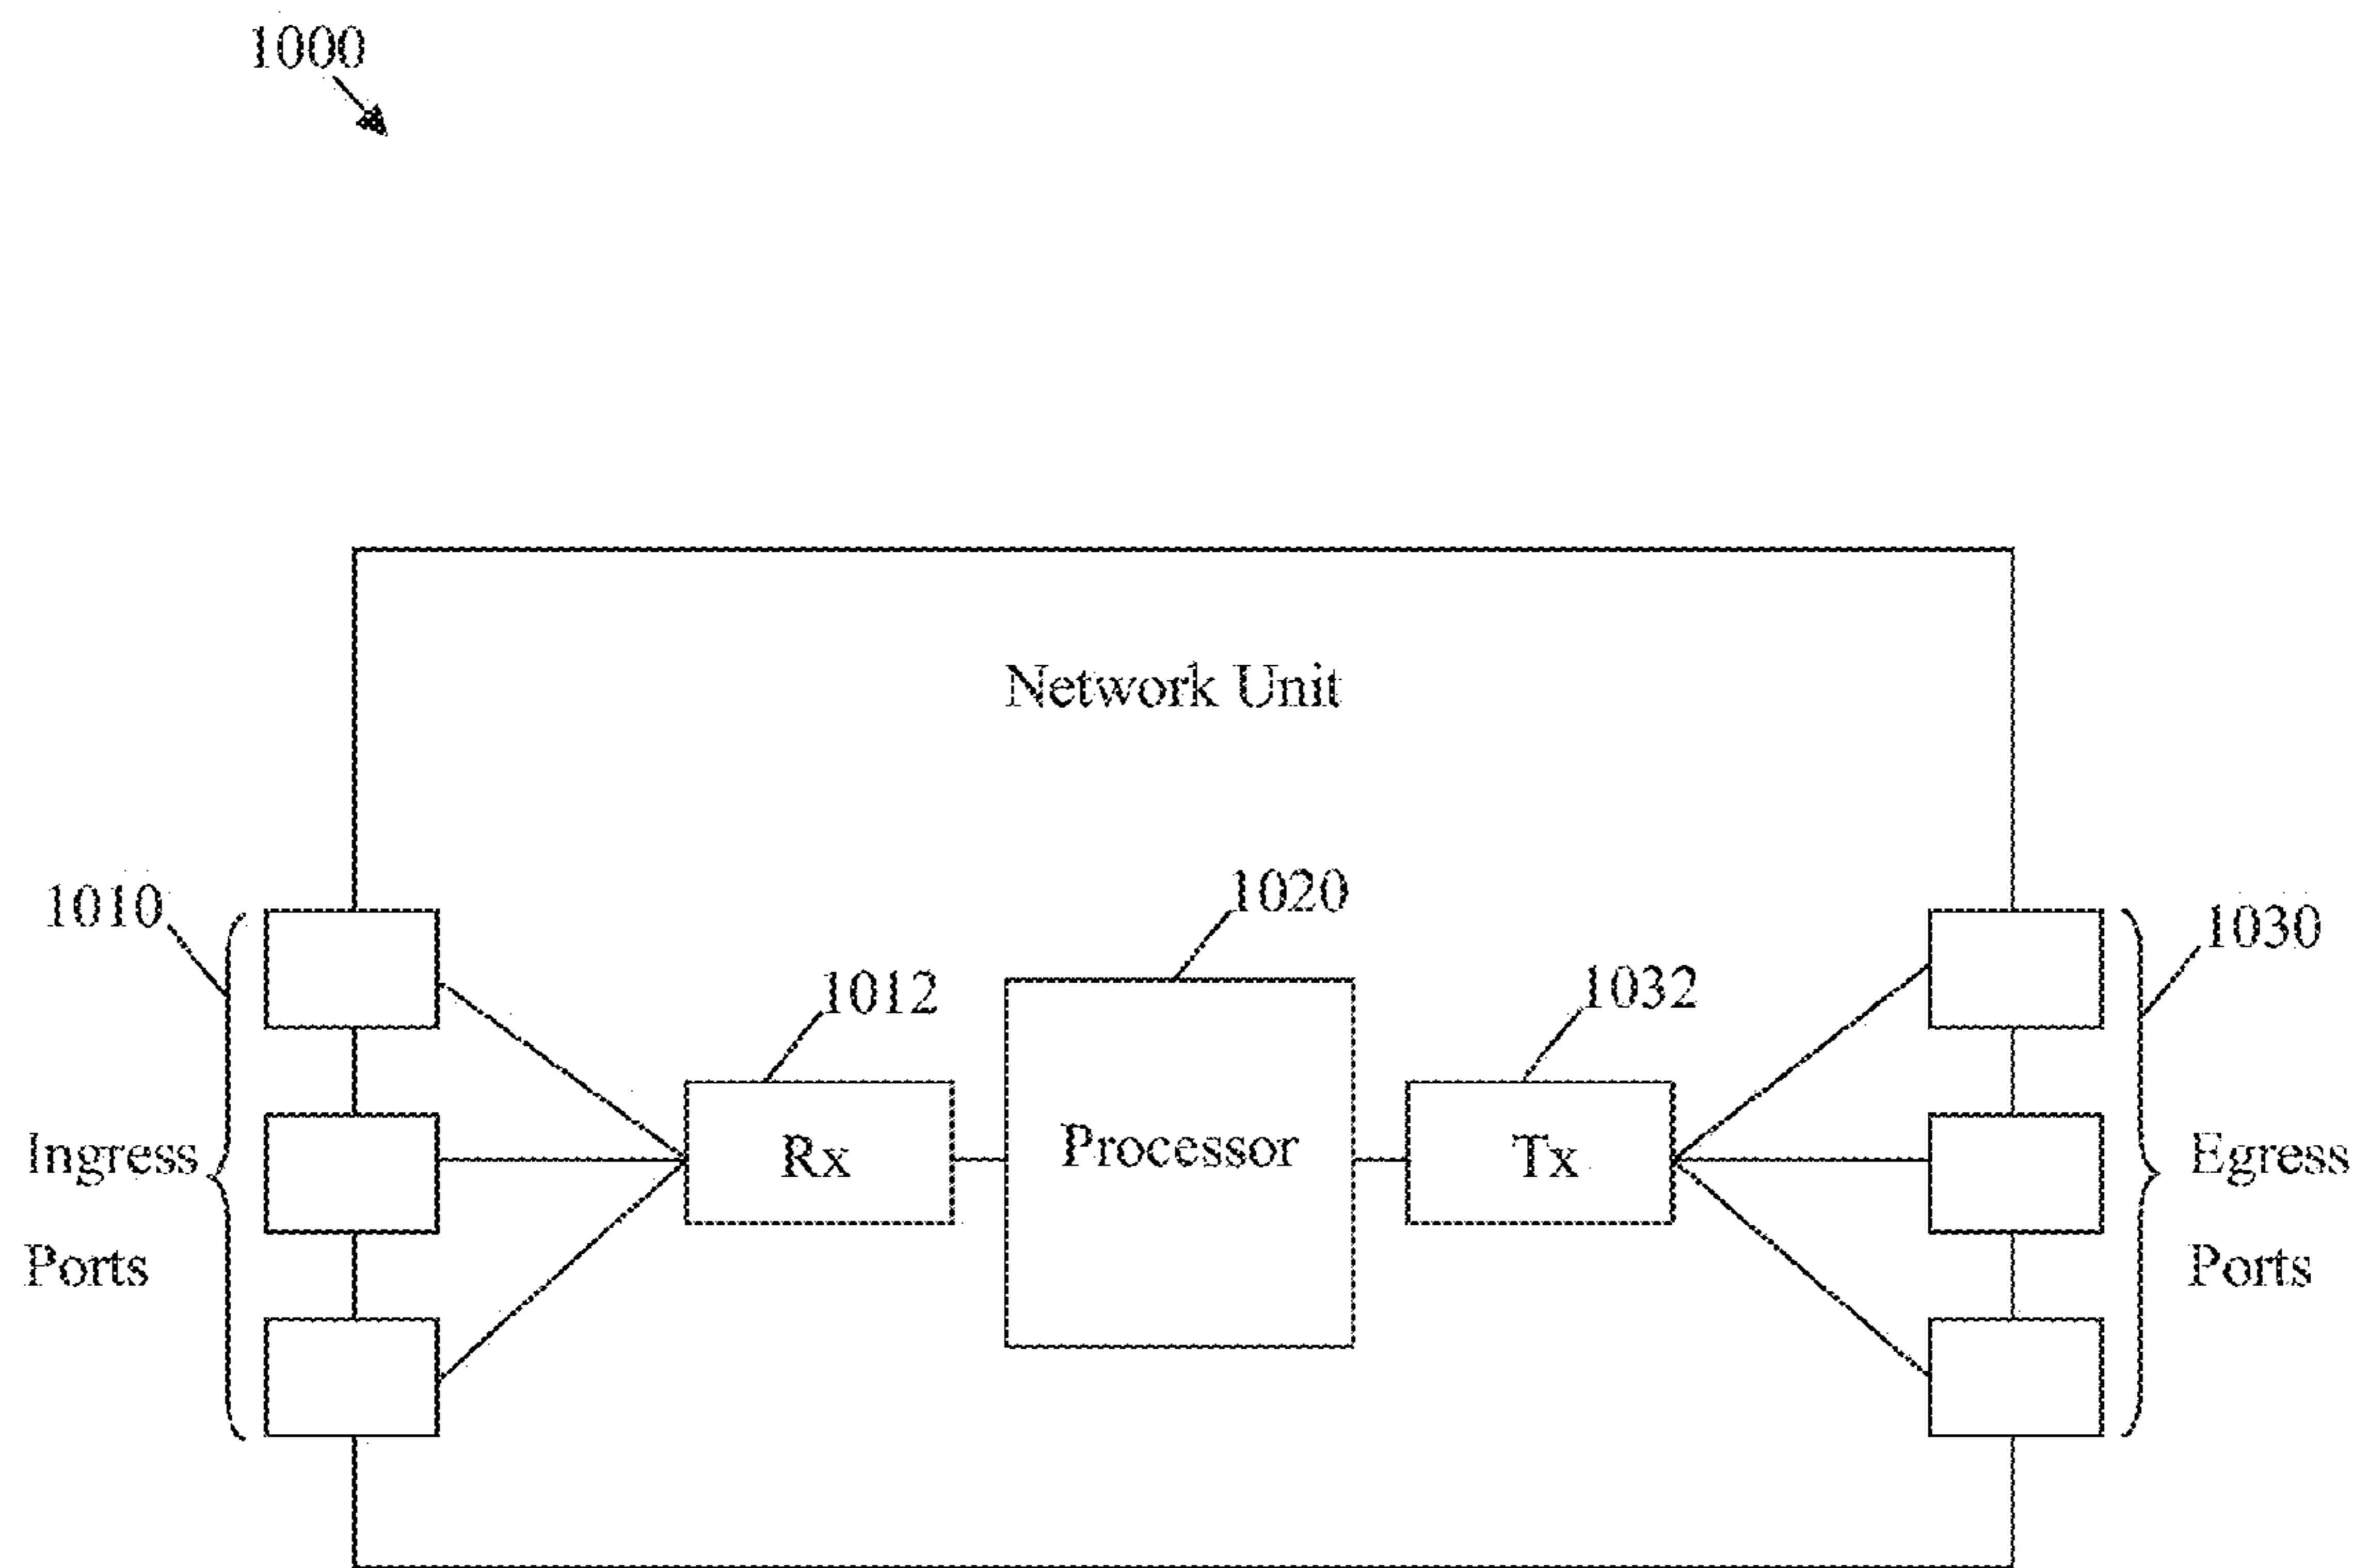 1000
Network Unit
1010
1020
1030
1012
1032
Ingress
Ports
Rx
Processor
Tx
Egress
Ports